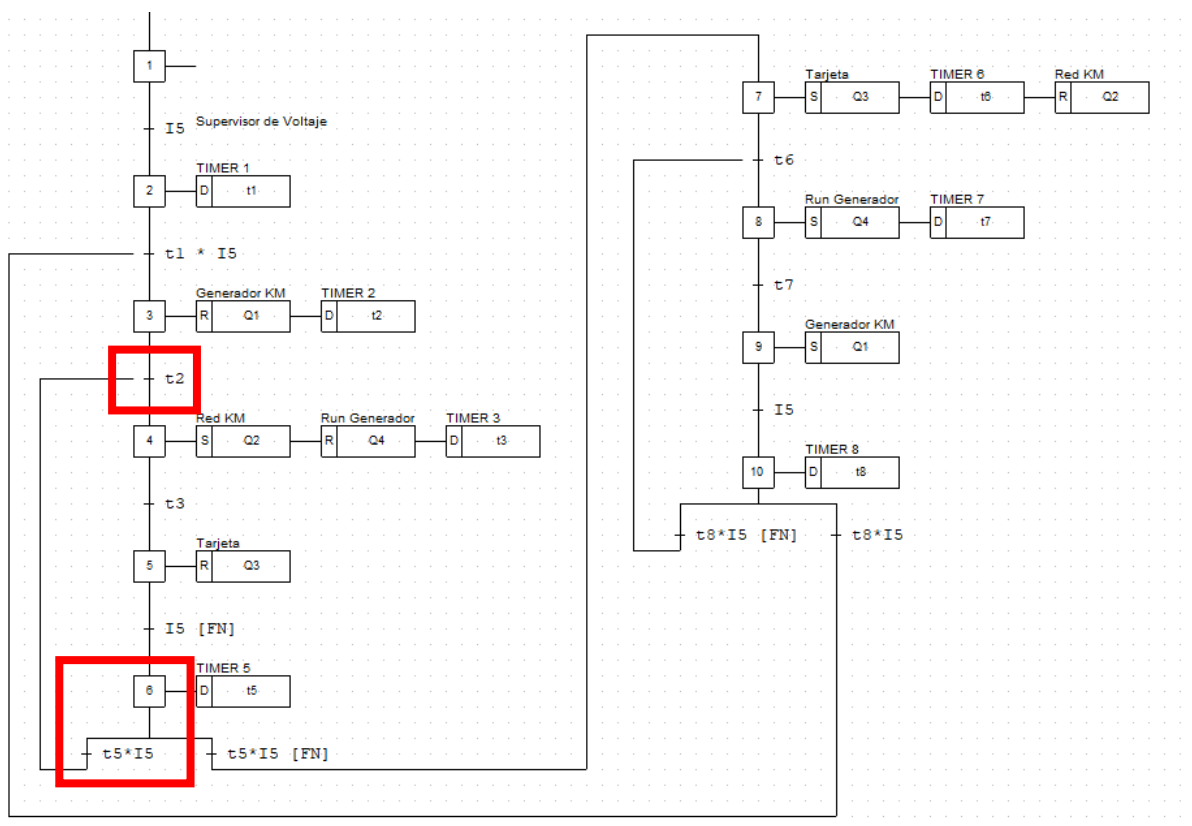 1
I5 Supervisor de Voltaje
TIMER 1
2 D t1
t1 * I5
Generador KM TIMER 2
3 R Q1 D t2
t2
Red KM Run Generador TIMER 3
4 S Q2 R Q4 D t3
t3
Tarjeta
5 R Q3
I5 [FN]
TIMER 5
6 D t5
t5*I5 t5*I5 [FN]
Tarjeta TIMER 6 Red KM
7 S Q3 D t6 R Q2
t6
Run Generador TIMER 7
8 S Q4 D t7
t7
Generador KM
9 S Q1
I5
TIMER 8
10 D t8
t8*I5 [FN] t8*I5